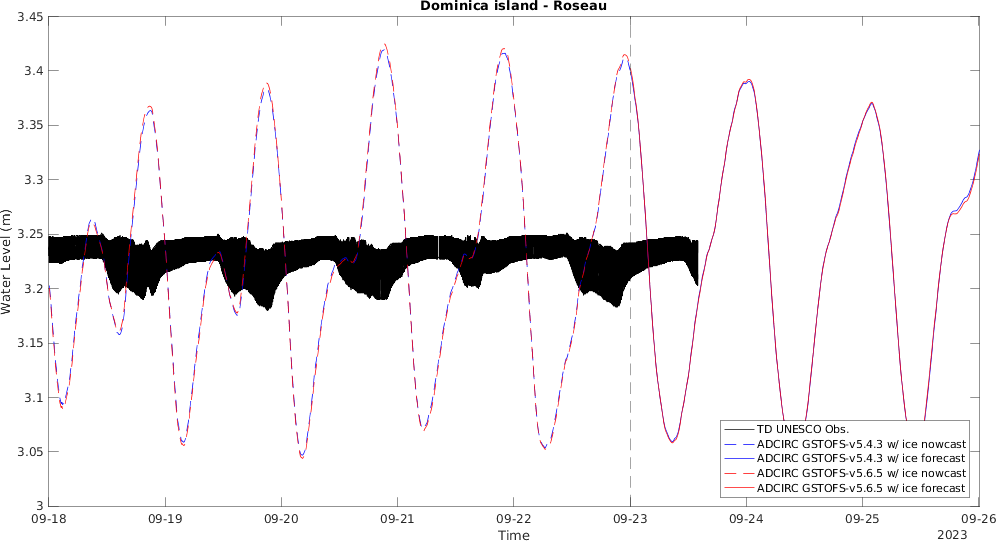 Dominica island - Roseau
3.45
3.4
3.35
3.3
3.25
3.2
3.15
3.1
3.05
3
Water Level (m)
09-18
09-19
09-20
09-21
09-22
09-23
09-24
09-25
09-26
Time
2023
TD UNESCO Obs.
ADCIRC GSTOFS-v5.4.3 w/ ice nowcast
ADCIRC GSTOFS-v5.4.3 w/ ice forecast
ADCIRC GSTOFS-v5.6.5 w/ ice nowcast
ADCIRC GSTOFS-v5.6.5 w/ ice forecast